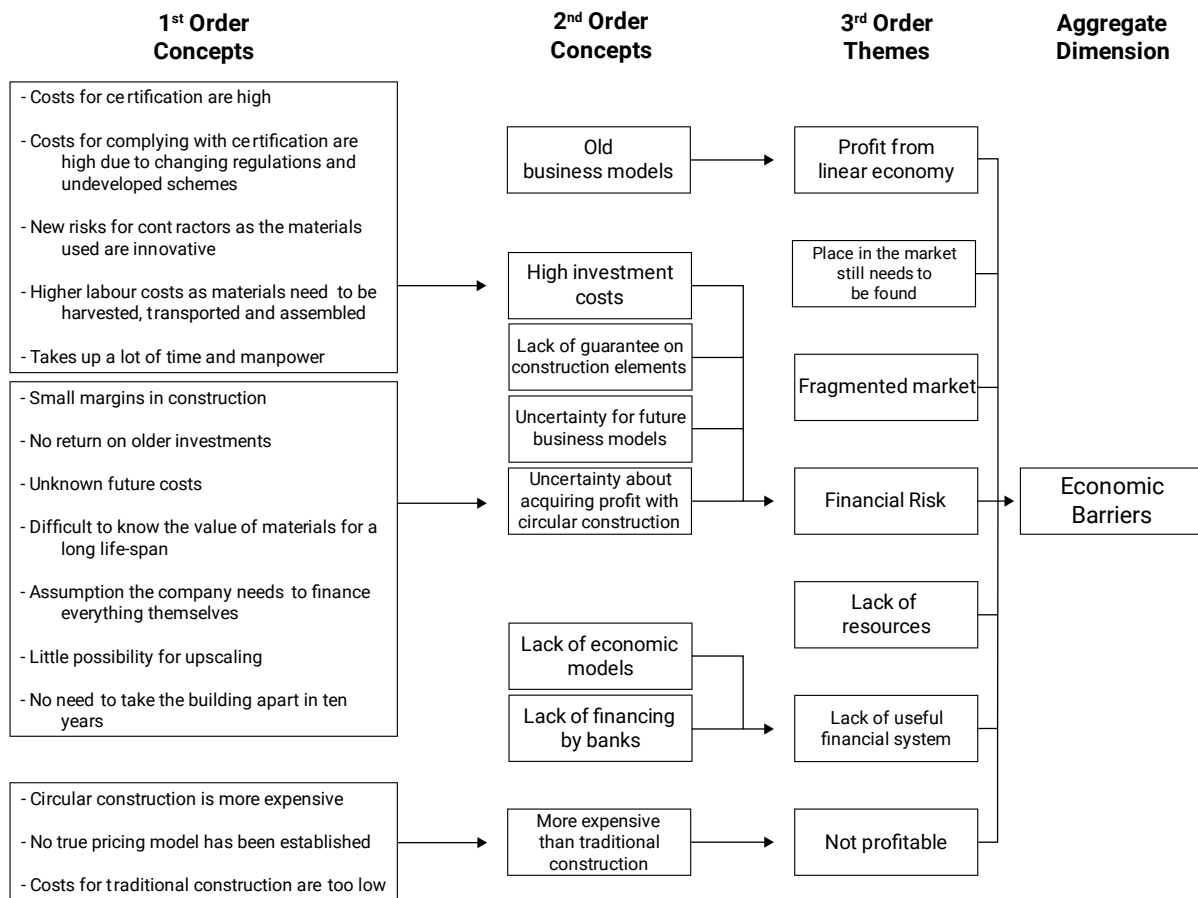 1st Order
Concepts
2nd Order
Concepts
3rd Order
Themes
Aggregate
Dimension
- Costs for certification are high
- Costs for complying with certification are
high due to changing regulations and
undeveloped schemes
- New risks for contractors as the materials
used are innovative
- Higher labour costs as materials need to be
harvested, transported and assembled
- Takes up a lot of time and manpower
- Small margins in construction
- No return on older investments
- Unknown future costs
- Difficult to know the value of materials for a
long life-span
- Assumption the company needs to finance
everything themselves
- Little possibility for upscaling
- No need to take the building apart in ten
years
- Circular construction is more expensive
- No true pricing model has been established
- Costs for traditional construction are too low
Old
business models
High investment
costs
Lack of guarantee on
construction elements
Uncertainty for future
business models
Uncertainty about
acquiring profit with
circular construction
Lack of economic
models
Lack of financing
by banks
More expensive
than traditional
construction
Profit from
linear economy
Place in the market
still needs to
be found
Fragmented market
Financial Risk
Lack of
resources
Lack of useful
financial system
Not profitable
Economic
Barriers